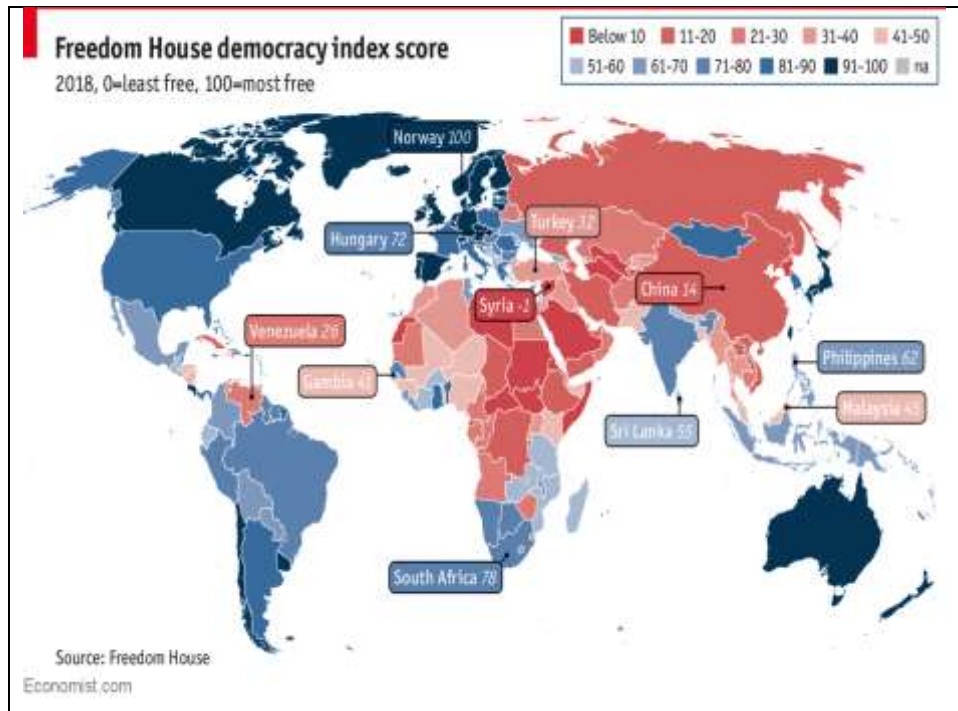 Freedom House democracy index score
2018, 0=least free, 100=most free
Below 10 11-20 21-30 31-40 41-50
51-60 61-70 71-80 81-90 91-100 na
Norway 100
Turkey 32
Hungary 72
Syria -1
China 14
Venezuela 26
Philippines 62
Gambia 41
Malaysia 45
Sri Lanka 55
South Africa 78
Source: Freedom House
Economist.com